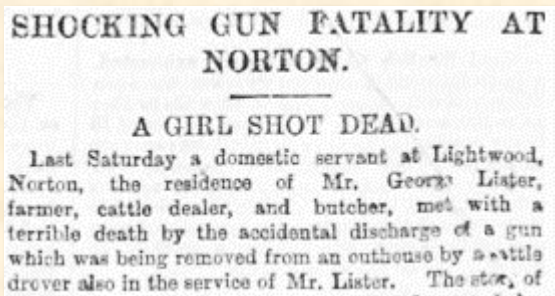 SHOCKING GUN FATALITY AT
NORTON.
A GIRL SHOT DEAD.
Last Saturday a domestic servant at Lightwood,
Norton, the residence of Mr. George Lister,
farmer, cattle dealer, and butcher, met with a
terrible death by the accidental discharge of a gun
which was being removed from an outhouse by a cattle
drover also in the service of Mr. Lister. The story of